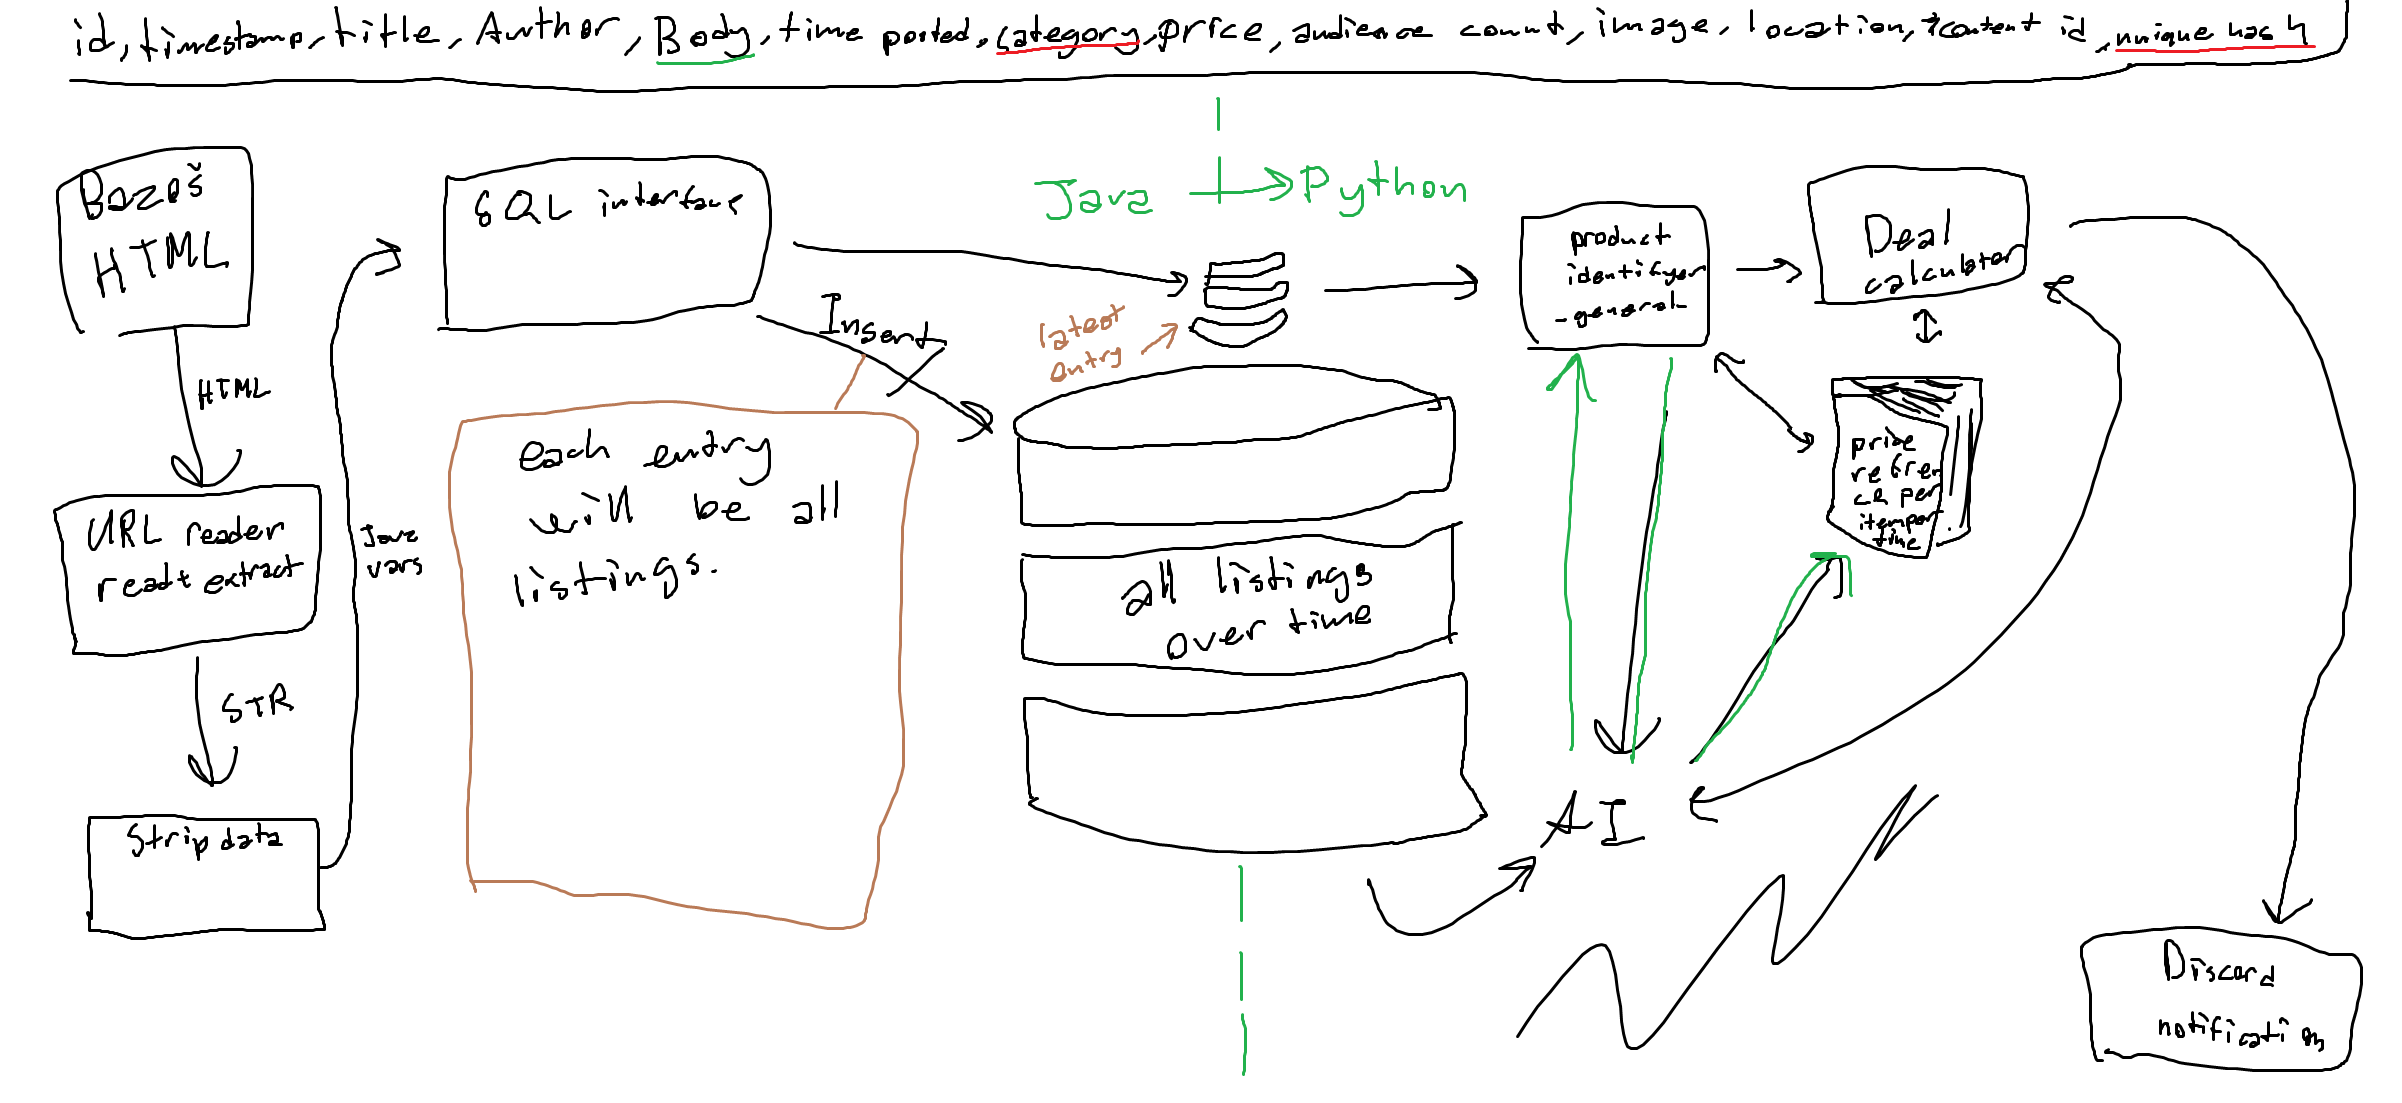 id, timestamp, title, Author, Body, time posted, category, price, audience count, image, location, content id, unique hash
Java
Python
Bazoš
HTML
HTML
URL reader
read+extract
STR
Strip data
Java
vars
SQL interface
Insert
each entry
will be all
listings.
latest
entry
all listings
over time
product
identifyer
-general
Deal
calculator
price
refren
ce per
item per
time
AI
Discord
notification